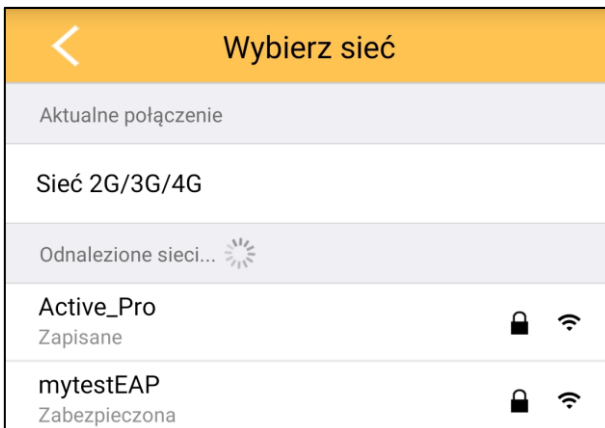 Wybierz sieć
Aktualne połączenie
Sieć 2G/3G/4G
Odnalezione sieci...
Active_Pro
Zapisane
mytestEAP
Zabezpieczona